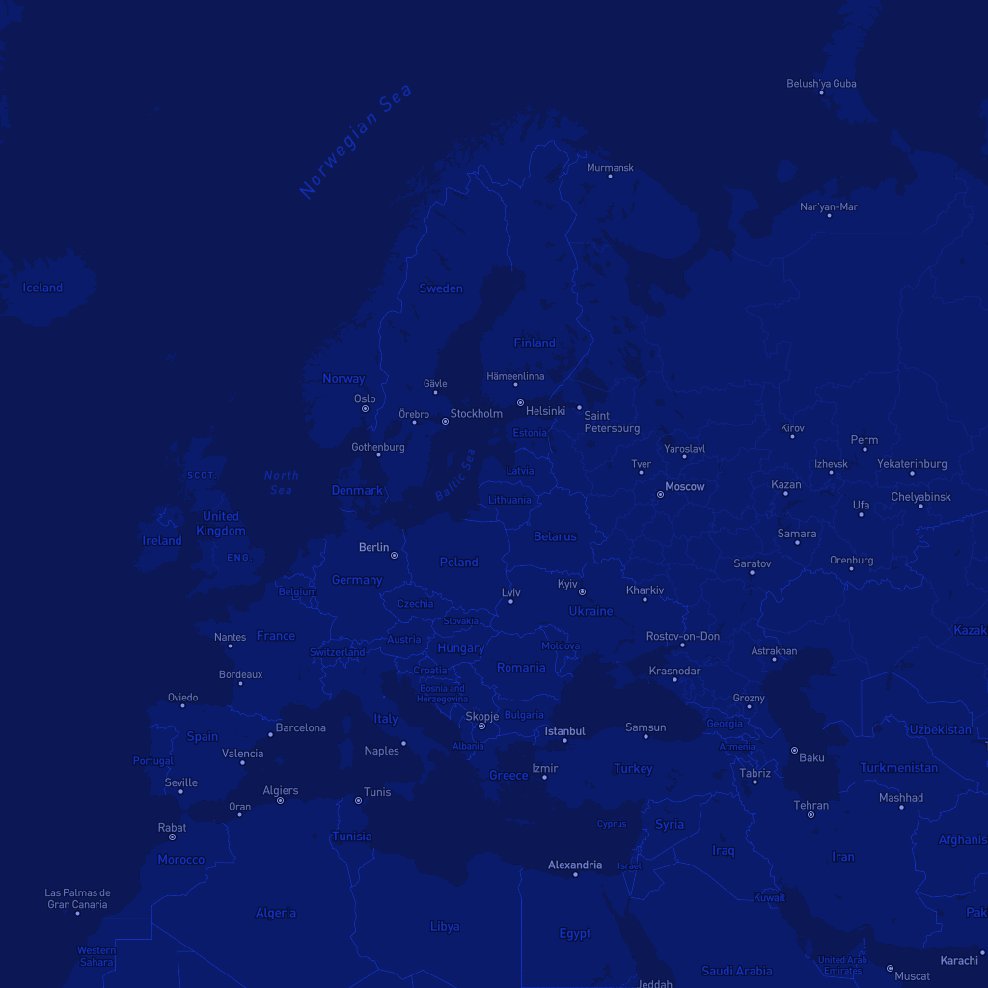 Belush'ya Guba
Norwegian Sea
Murmansk
Nar'yan-Mar
Iceland
Sweden
Finland
Norway
Hämeenlinna
Gävle
Oslo
Örebro
Stockholm
Helsinki
Saint
Petersburg
Estonia
Kirov
Perm
Gothenburg
Yaroslavl
Tver
Izhevsk
Yekaterinburg
Baltic Sea
Latvia
SCOT.
North
Sea
Denmark
Moscow
Kazan
Chelyabinsk
Lithuania
Ufa
United
Kingdom
Ireland
Belarus
Samara
Berlin
ENG.
Poland
Saratov
Orenburg
Germany
Kyiv
Kharkiv
Belgium
Lviv
Czechia
Ukraine
Slovakia
Nantes
France
Austria
Rostov-on-Don
Kazak
Switzerland
Hungary
Moldova
Astrakhan
Romania
Bordeaux
Croatia
Krasnodar
Bosnia and
Herzegovina
Oviedo
Grozny
Italy
Skopje
Bulgaria
Georgia
Barcelona
Spain
Istanbul
Samsun
Uzbekistan
Naples
Albania
Armenia
Valencia
Portugal
Baku
Izmir
Turkey
Turkmenistan
Greece
Tabriz
Seville
Algiers
Tunis
Mashhad
Oran
Tehran
Rabat
Cyprus
Syria
Tunisia
Afghanis
Iraq
Iran
Morocco
Alexandria
Israel
Las Palmas de
Gran Canaria
Kuwait
Algeria
Pak
Libya
Egypt
Western
Sahara
United Arab
Emirates
Karachi
Saudi Arabia
Muscat
Jeddah